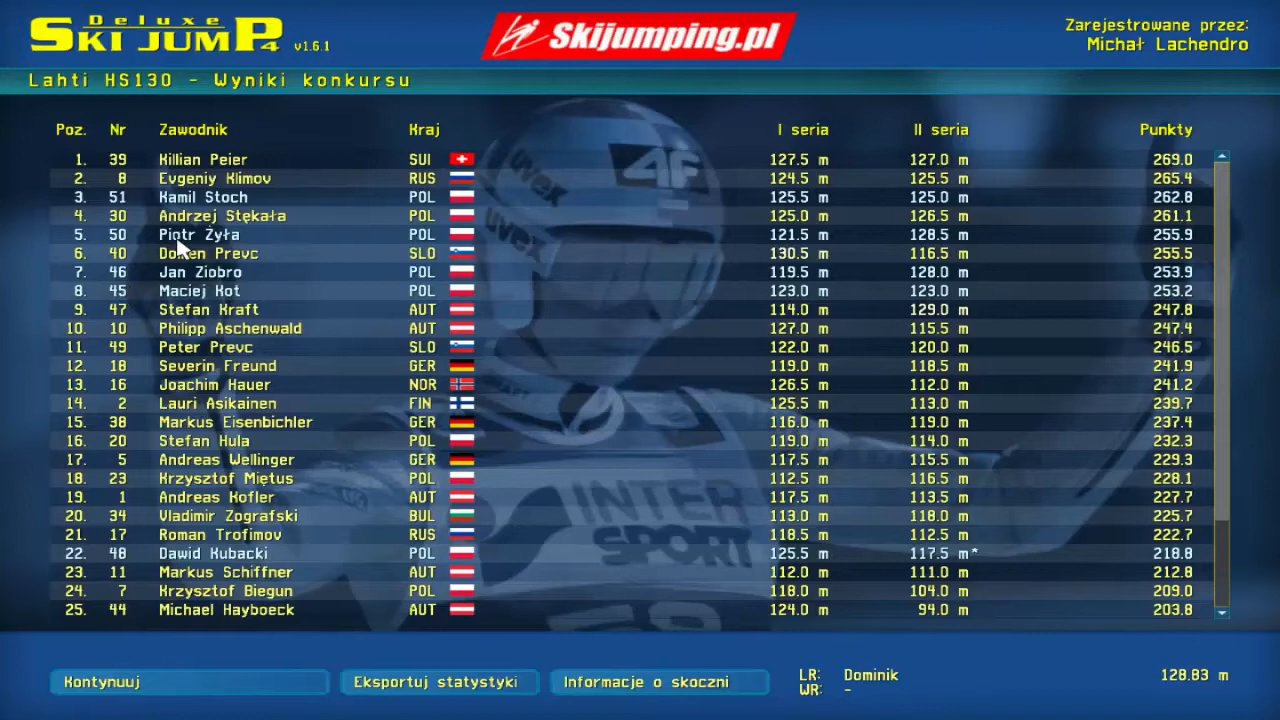 Deluxe
SKI JUMP 4 v1.6.1
Skijumping.pl
Zarejestrowane przez:
Michał Lachendro
Lahti HS130 - Wyniki konkursu
Poz. Nr Zawodnik Kraj I seria II seria Punkty
1. 39 Killian Peier SUI 127.5 m 127.0 m 269.0
2. 8 Evgeniy Klimov RUS 124.5 m 125.5 m 265.4
3. 51 Kamil Stoch POL 125.5 m 125.0 m 262.8
4. 30 Andrzej Stękała POL 125.0 m 126.5 m 261.1
5. 50 Piotr Żyła POL 121.5 m 128.5 m 255.9
6. 40 Domen Prevc SLO 130.5 m 116.5 m 255.5
7. 46 Jan Ziobro POL 119.5 m 128.0 m 253.9
8. 45 Maciej Kot POL 123.0 m 123.0 m 253.2
9. 47 Stefan Kraft AUT 114.0 m 129.0 m 247.8
10. 10 Philipp Aschenwald AUT 127.0 m 115.5 m 247.4
11. 49 Peter Prevc SLO 122.0 m 120.0 m 246.5
12. 18 Severin Freund GER 119.0 m 118.5 m 241.9
13. 16 Joachim Hauer NOR 126.5 m 112.0 m 241.2
14. 2 Lauri Asikainen FIN 125.5 m 113.0 m 239.7
15. 38 Markus Eisenbichler GER 116.0 m 119.0 m 237.4
16. 20 Stefan Hula POL 119.0 m 114.0 m 232.3
17. 5 Andreas Wellinger GER 117.5 m 115.5 m 229.3
18. 23 Krzysztof Miętus POL 112.5 m 116.5 m 228.1
19. 1 Andreas Kofler AUT 117.5 m 113.5 m 227.7
20. 34 Vladimir Zografski BUL 113.0 m 118.0 m 225.7
21. 17 Roman Trofimov RUS 118.5 m 112.5 m 222.7
22. 48 Dawid Kubacki POL 125.5 m 117.5 m* 218.8
23. 11 Markus Schiffner AUT 112.0 m 111.0 m 212.8
24. 7 Krzysztof Biegun POL 118.0 m 104.0 m 209.0
25. 44 Michael Hayboeck AUT 124.0 m 94.0 m 203.8
uvex
4F
uvex
INTER
SPORT
Kontynuuj Eksportuj statystyki Informacje o skoczni
LR: Dominik 128.83 m
WR: -